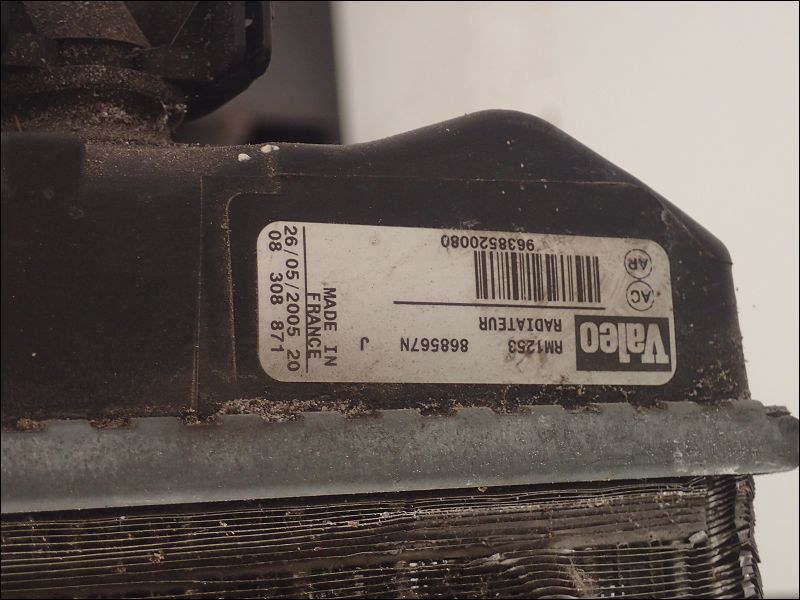 Valeo
RM1253 868567N J
RADIATEUR
AC AR
9638520080
MADE IN
FRANCE
26/05/2005 20
08 308 871